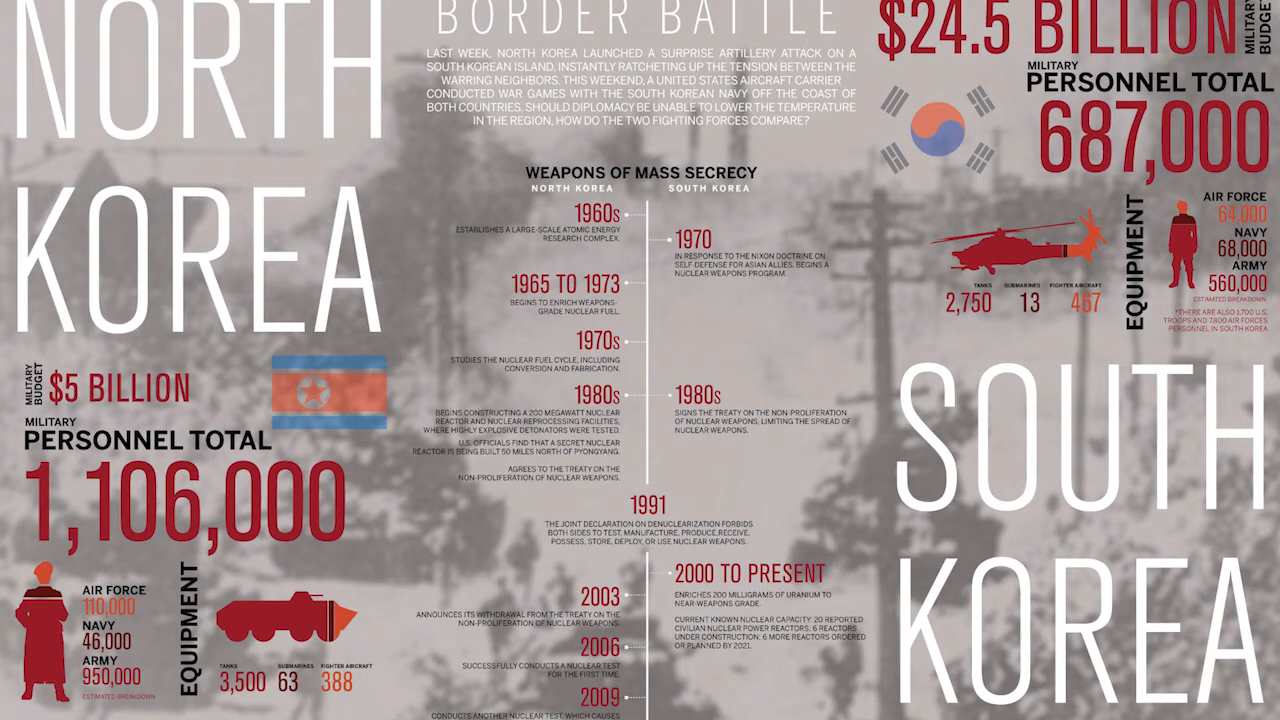 NORTH
KOREA
MILITARY
BUDGET
$5 BILLION
MILITARY
PERSONNEL TOTAL
1,106,000
AIR FORCE
110,000
NAVY
46,000
ARMY
950,000
ESTIMATED BREAKDOWN
EQUIPMENT
TANKS SUBMARINES FIGHTER AIRCRAFT
3,500 63 388
BORDER BATTLE
LAST WEEK, NORTH KOREA LAUNCHED A SURPRISE ARTILLERY ATTACK ON A
SOUTH KOREAN ISLAND, INSTANTLY RATCHETING UP THE TENSION BETWEEN THE
WARRING NEIGHBORS. THIS WEEKEND, A UNITED STATES AIRCRAFT CARRIER
CONDUCTED WAR GAMES WITH THE SOUTH KOREAN NAVY OFF THE COAST OF
BOTH COUNTRIES. SHOULD DIPLOMACY BE UNABLE TO LOWER THE TEMPERATURE
IN THE REGION, HOW DO THE TWO FIGHTING FORCES COMPARE?
WEAPONS OF MASS SECRECY
NORTH KOREA SOUTH KOREA
1960s
ESTABLISHES A LARGE-SCALE ATOMIC ENERGY
RESEARCH COMPLEX.
1970
IN RESPONSE TO THE NIXON DOCTRINE ON
SELF-DEFENSE FOR ASIAN ALLIES, BEGINS A
NUCLEAR WEAPONS PROGRAM.
1965 TO 1973
BEGINS TO ENRICH WEAPONS-
GRADE NUCLEAR FUEL.
1970s
STUDIES THE NUCLEAR FUEL CYCLE, INCLUDING
CONVERSION AND FABRICATION.
1980s
BEGINS CONSTRUCTING A 200 MEGAWATT NUCLEAR
REACTOR AND NUCLEAR REPROCESSING FACILITIES,
WHERE HIGHLY EXPLOSIVE DETONATORS WERE TESTED.
U.S. OFFICIALS FIND THAT A SECRET NUCLEAR
REACTOR IS BEING BUILT 50 MILES NORTH OF PYONGYANG.
AGREES TO THE TREATY ON THE
NON-PROLIFERATION OF NUCLEAR WEAPONS.
1980s
SIGNS THE TREATY ON THE NON-PROLIFERATION
OF NUCLEAR WEAPONS, LIMITING THE SPREAD OF
NUCLEAR WEAPONS.
1991
THE JOINT DECLARATION ON DENUCLEARIZATION FORBIDS
BOTH SIDES TO TEST, MANUFACTURE, PRODUCE,RECEIVE,
POSSESS, STORE, DEPLOY, OR USE NUCLEAR WEAPONS.
2000 TO PRESENT
ENRICHES 200 MILLIGRAMS OF URANIUM TO
NEAR-WEAPONS GRADE.
CURRENT KNOWN NUCLEAR CAPACITY: 20 REPORTED
CIVILIAN NUCLEAR POWER REACTORS; 6 REACTORS
UNDER CONSTRUCTION; 6 MORE REACTORS ORDERED
OR PLANNED BY 2021.
2003
ANNOUNCES ITS WITHDRAWAL FROM THE TREATY ON THE
NON-PROLIFERATION OF NUCLEAR WEAPONS.
2006
SUCCESSFULLY CONDUCTS A NUCLEAR TEST
FOR THE FIRST TIME.
2009
CONDUCTS ANOTHER NUCLEAR TEST, WHICH CAUSES
$24.5 BILLION
MILITARY
BUDGET
MILITARY
PERSONNEL TOTAL
687,000
AIR FORCE
64,000
NAVY
68,000
ARMY
560,000
ESTIMATED BREAKDOWN
*THERE ARE ALSO 1,700 U.S.
TROOPS AND 7,800 AIR FORCES
PERSONNEL IN SOUTH KOREA
EQUIPMENT
TANKS SUBMARINES FIGHTER AIRCRAFT
2,750 13 467
SOUTH
KOREA